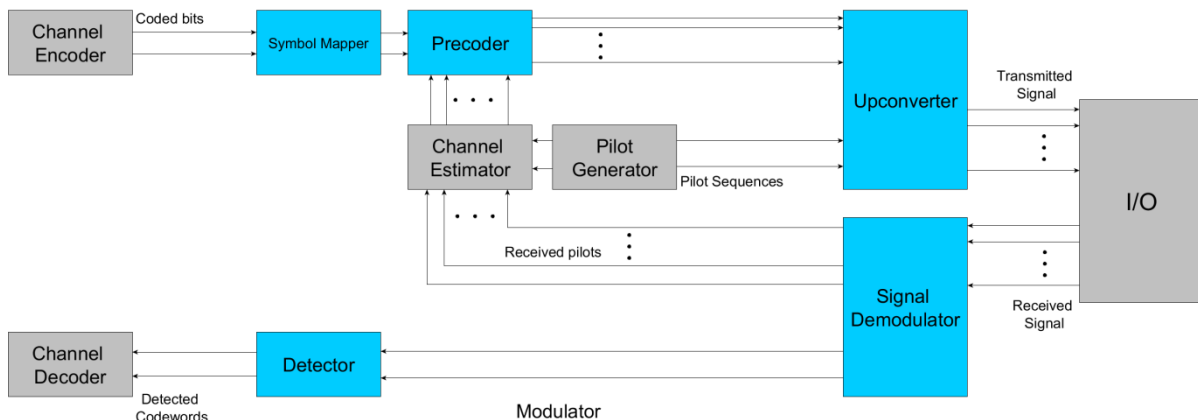 Channel
Encoder
Coded bits
Symbol Mapper
Precoder
Upconverter
Transmitted
Signal
Channel
Estimator
Pilot
Generator
Pilot Sequences
I/O
Received pilots
Signal
Demodulator
Received
Signal
Channel
Decoder
Detector
Detected
Codewords
Modulator